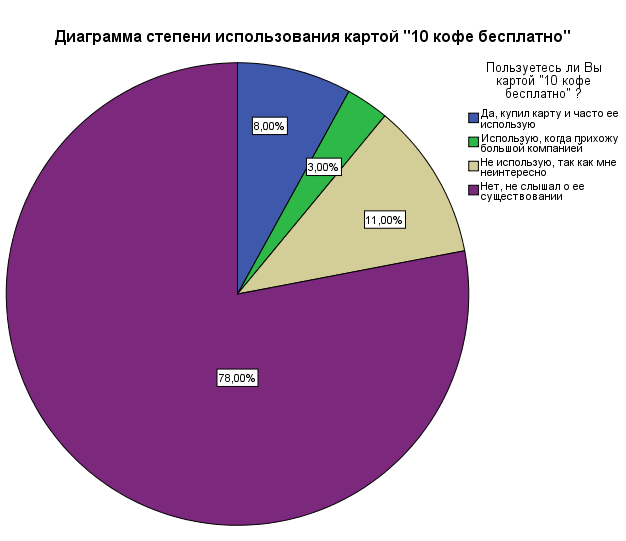 Диаграмма степени использования картой "10 кофе бесплатно"
Пользуетесь ли Вы
картой "10 кофе
бесплатно" ?
Да, купил карту и часто ее
использую
Использую, когда прихожу
большой компанией
Не использую, так как мне
неинтересно
Нет, не слышал о ее
существовании
8,00%
3,00%
11,00%
78,00%